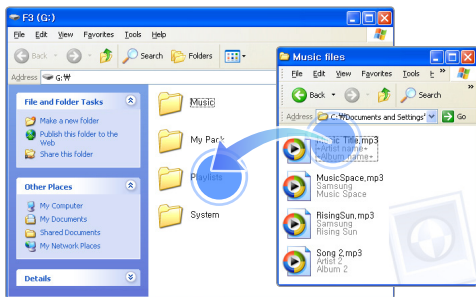 F3 (G:)
File Edit View Favorites Tools Help
Back Search Folders
Address G:₩
File and Folder Tasks
Make a new folder
Publish this folder to the
Web
Share this folder
Other Places
My Computer
My Documents
Shared Documents
My Network Places
Details
Music
My Park
Playlists
System
Music files
File Edit View Favorites Tools »
Back Search »
Address C:₩Documents and Settings Go
Music Title,mp3
-Artist name-
-Album name-
MusicSpace,mp3
Samsung
Music Space
RisingSun,mp3
Samsung
Rising Sun
Song 2,mp3
Artist 2
Album 2